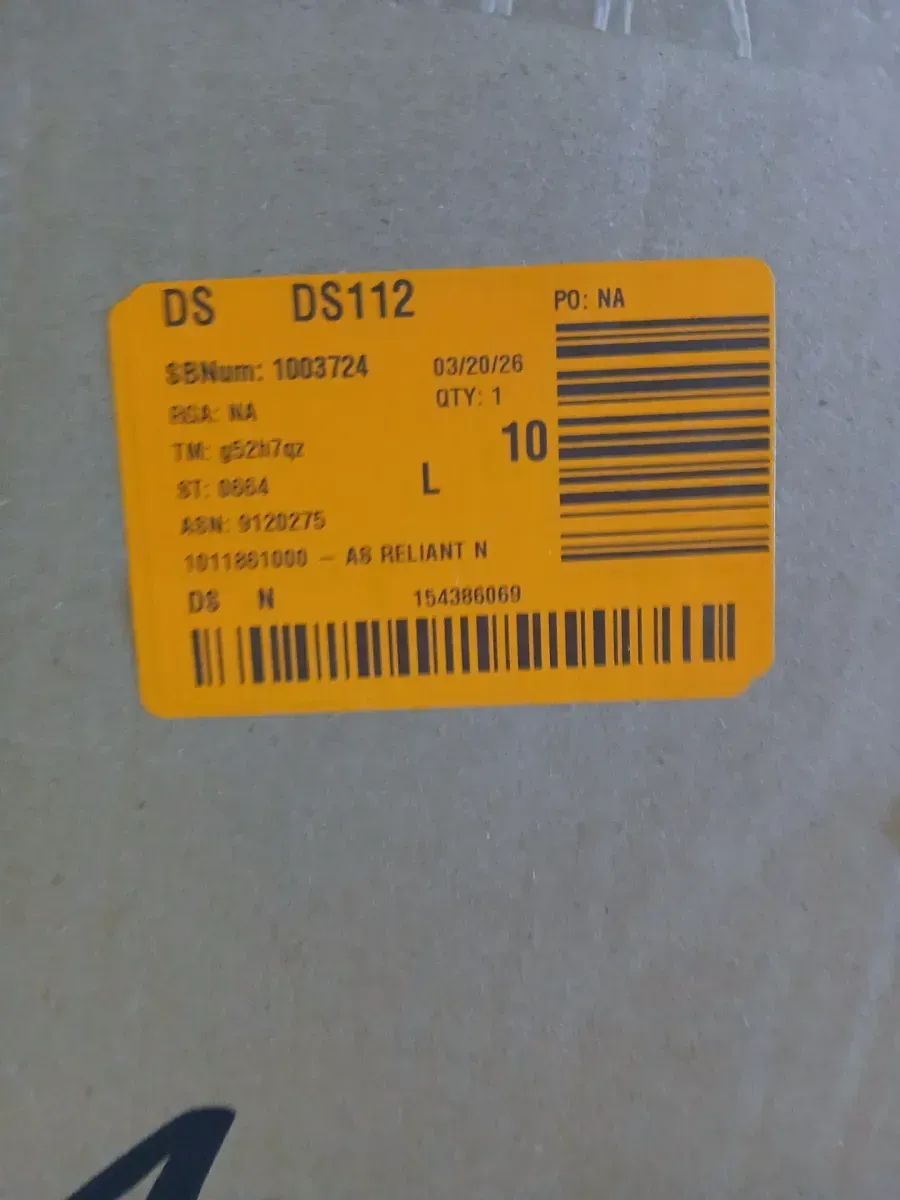 DS DS112 PO: NA
SBNum: 1003724 03/20/26
BGA: NA QTY: 1
TM: g52h7qz 10
ST: 0664 L
ASN: 9120275
1011861000 - AS RELIANT N
DS N 154386069